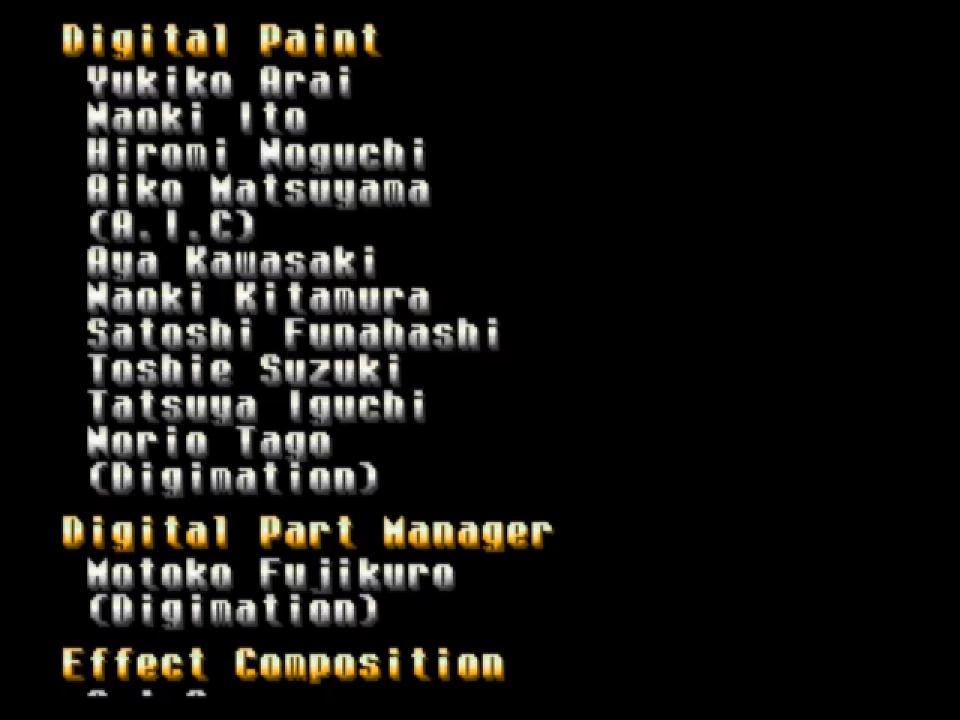 Digital Paint
Yukiko Arai
Naoki Ito
Hiromi Noguchi
Aiko Matsuyama
(A.I.C)
Aya Kawasaki
Naoki Kitamura
Satoshi Funahashi
Toshie Suzuki
Tatsuya Iguchi
Norio Tago
(Digimation)
Digital Part Manager
Motoko Fujikuro
(Digimation)
Effect Composition